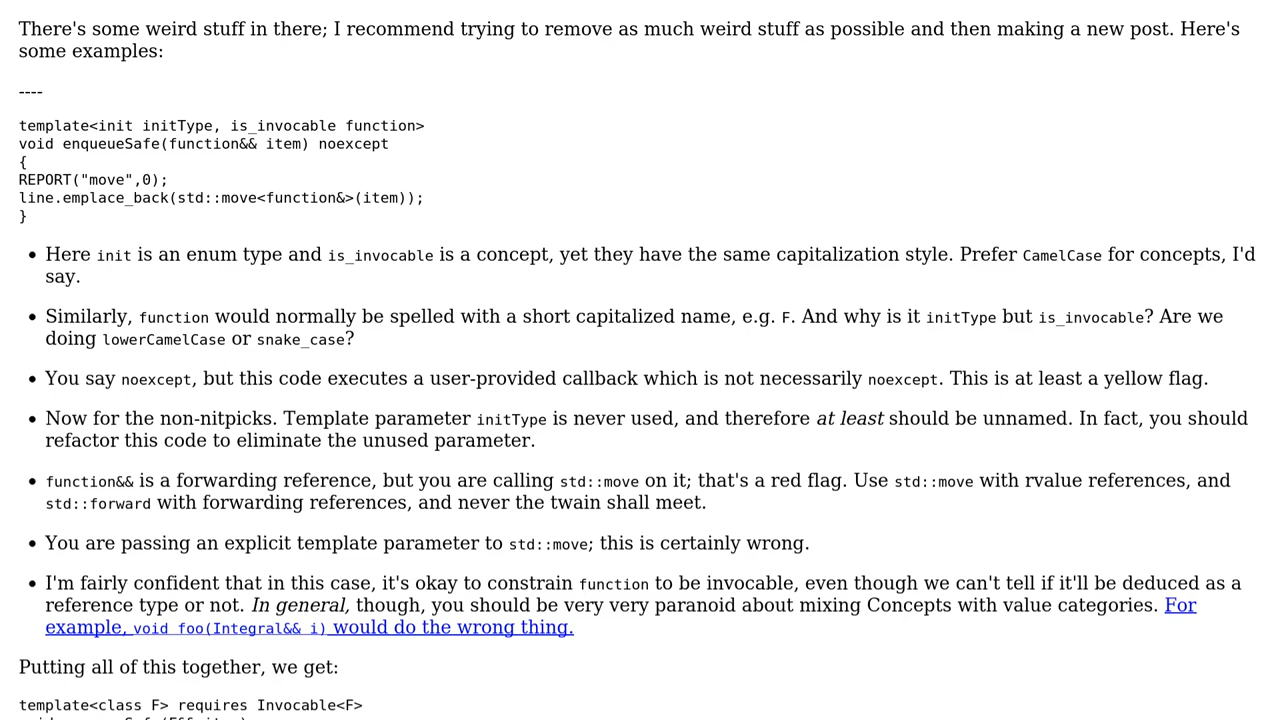 There's some weird stuff in there; I recommend trying to remove as much weird stuff as possible and then making a new post. Here's
some examples:
----
template<init initType, is_invocable function>
void enqueueSafe(function&& item) noexcept
{
REPORT("move",0);
line.emplace_back(std::move<function&>(item));
}
• Here init is an enum type and is_invocable is a concept, yet they have the same capitalization style. Prefer CamelCase for concepts, I'd
say.
• Similarly, function would normally be spelled with a short capitalized name, e.g. F. And why is it initType but is_invocable? Are we
doing lowerCamelCase or snake_case?
• You say noexcept, but this code executes a user-provided callback which is not necessarily noexcept. This is at least a yellow flag.
• Now for the non-nitpicks. Template parameter initType is never used, and therefore at least should be unnamed. In fact, you should
refactor this code to eliminate the unused parameter.
• function&& is a forwarding reference, but you are calling std::move on it; that's a red flag. Use std::move with rvalue references, and
std::forward with forwarding references, and never the twain shall meet.
• You are passing an explicit template parameter to std::move; this is certainly wrong.
• I'm fairly confident that in this case, it's okay to constrain function to be invocable, even though we can't tell if it'll be deduced as a
reference type or not. In general, though, you should be very very paranoid about mixing Concepts with value categories. For
example, void foo(Integral&& i) would do the wrong thing.
Putting all of this together, we get:
template<class F> requires Invocable<F>